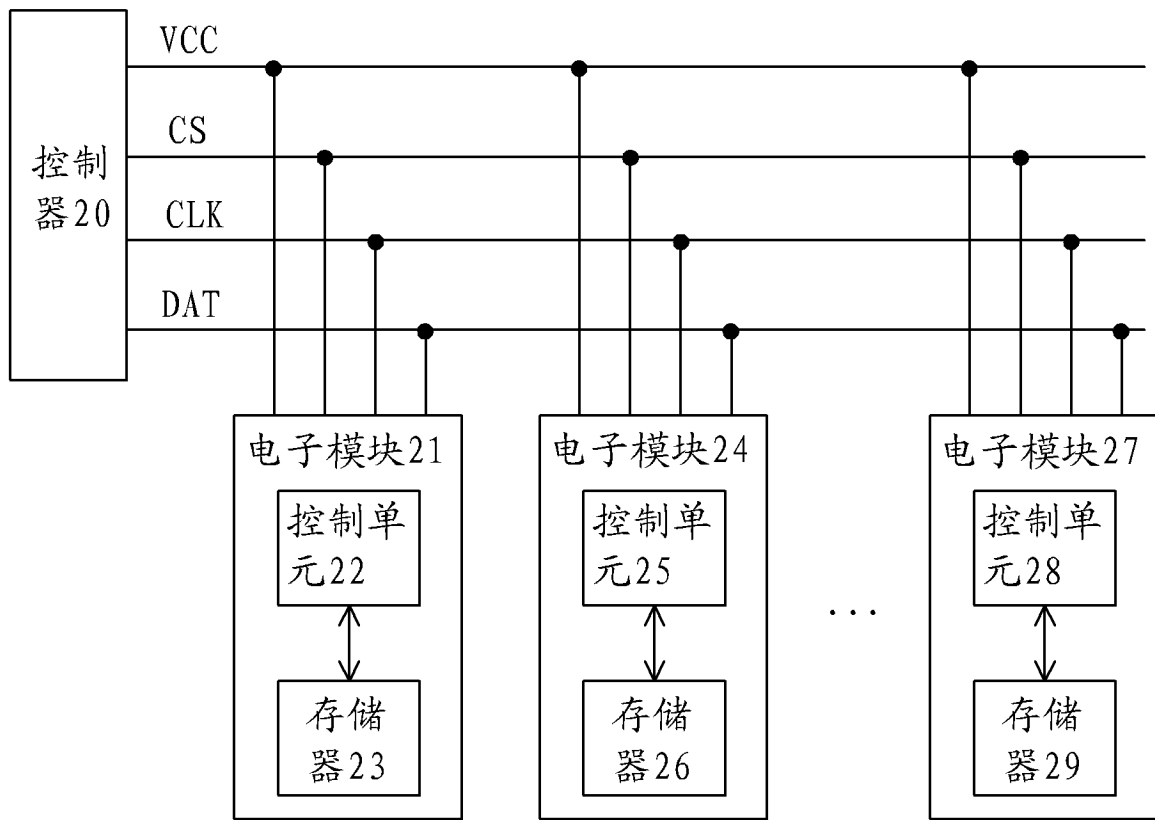 VCC
CS
控制
器20
CLK
DAT
电子模块21
电子模块24
电子模块27
控制单
元22
控制单
元25
控制单
元28
...
存储
器23
存储
器26
存储
器29